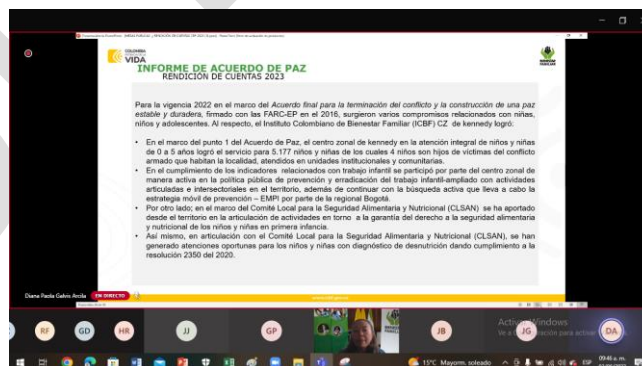 COLOMBIA
VIDA
BIENESTAR
FAMILIAR
INFORME DE ACUERDO DE PAZ
RENDICIÓN DE CUENTAS 2023
Para la vigencia 2022 en el marco del Acuerdo final para la terminación del conflicto y la construcción de una paz
estable y duradera, firmado con las FARC-EP en el 2016, surgieron varios compromisos relacionados con niñas,
niños y adolescentes. Al respecto, el Instituto Colombiano de Bienestar Familiar (ICBF) CZ de kennedy logró:
• En el marco del punto 1 del Acuerdo de Paz, el centro zonal de kennedy en la atención integral de niños y niñas
de 0 a 5 años logró el servicio para 5.177 niños y niñas de los cuales 4 niños son hijos de víctimas del conflicto
armado que habitan la localidad, atendidos en unidades institucionales y comunitarias.
• En el cumplimiento de los indicadores relacionados con trabajo infantil se participó por parte del centro zonal de
manera activa en la política pública de prevención y erradicación del trabajo infantil-ampliado con actividades
articuladas e intersectoriales en el territorio, además de continuar con la búsqueda activa que lleva a cabo la
estrategia móvil de prevención – EMPI por parte de la regional Bogotá.
• Por otro lado; en el marco del Comité Local para la Seguridad Alimentaria y Nutricional (CLSAN) se ha aportado
desde el territorio en la articulación de actividades en torno a la garantía del derecho a la seguridad alimentaria
y nutricional de los niños y niñas en primera infancia.
• Así mismo, en articulación con el Comité Local para la Seguridad Alimentaria y Nutricional (CLSAN), se han
generado atenciones oportunas para los niños y niñas con diagnóstico de desnutrición dando cumplimiento a la
resolución 2350 del 2020.
Diana Paola Galvis Arcila EN DIRECTO
RF GD HR JJ GP JB JG DA
Activar Windows
15°C Mayorm. soleado ESP 09:46 a. m.